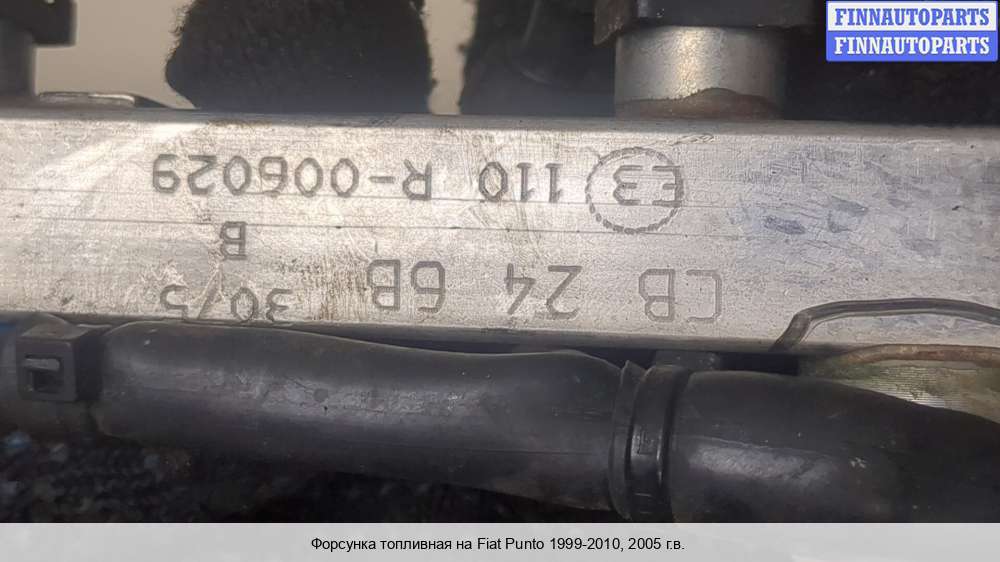 FINNAUTOPARTS
FINNAUTOPARTS
CB 24 6B 30/5
B
E3 110 R-006029
Форсунка топливная на Fiat Punto 1999-2010, 2005 г.в.